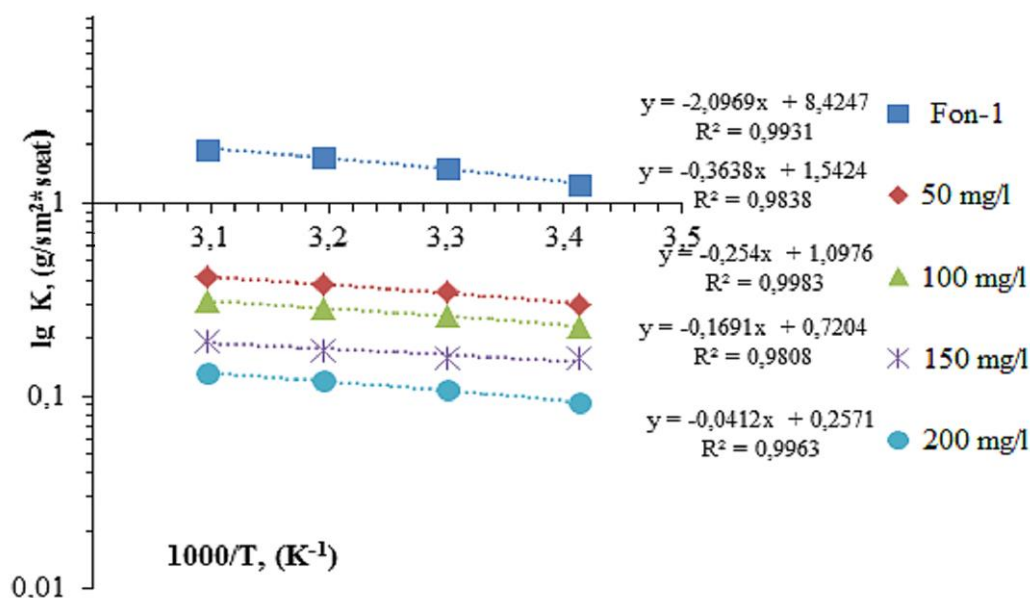 lg K, (g/sm²*soat)
1
0,1
0.01
3,1
3,2
3,3
3,4
3,5
1000/T, (K⁻¹)
y = -2,0969x + 8,4247
R² = 0,9931
y = -0,3638x + 1,5424
R² = 0,9838
y = -0,254x + 1,0976
R² = 0,9983
y = -0,1691x + 0,7204
R² = 0,9808
y = -0,0412x + 0,2571
R² = 0,9963
Fon-1
50 mg/l
100 mg/l
150 mg/l
200 mg/l